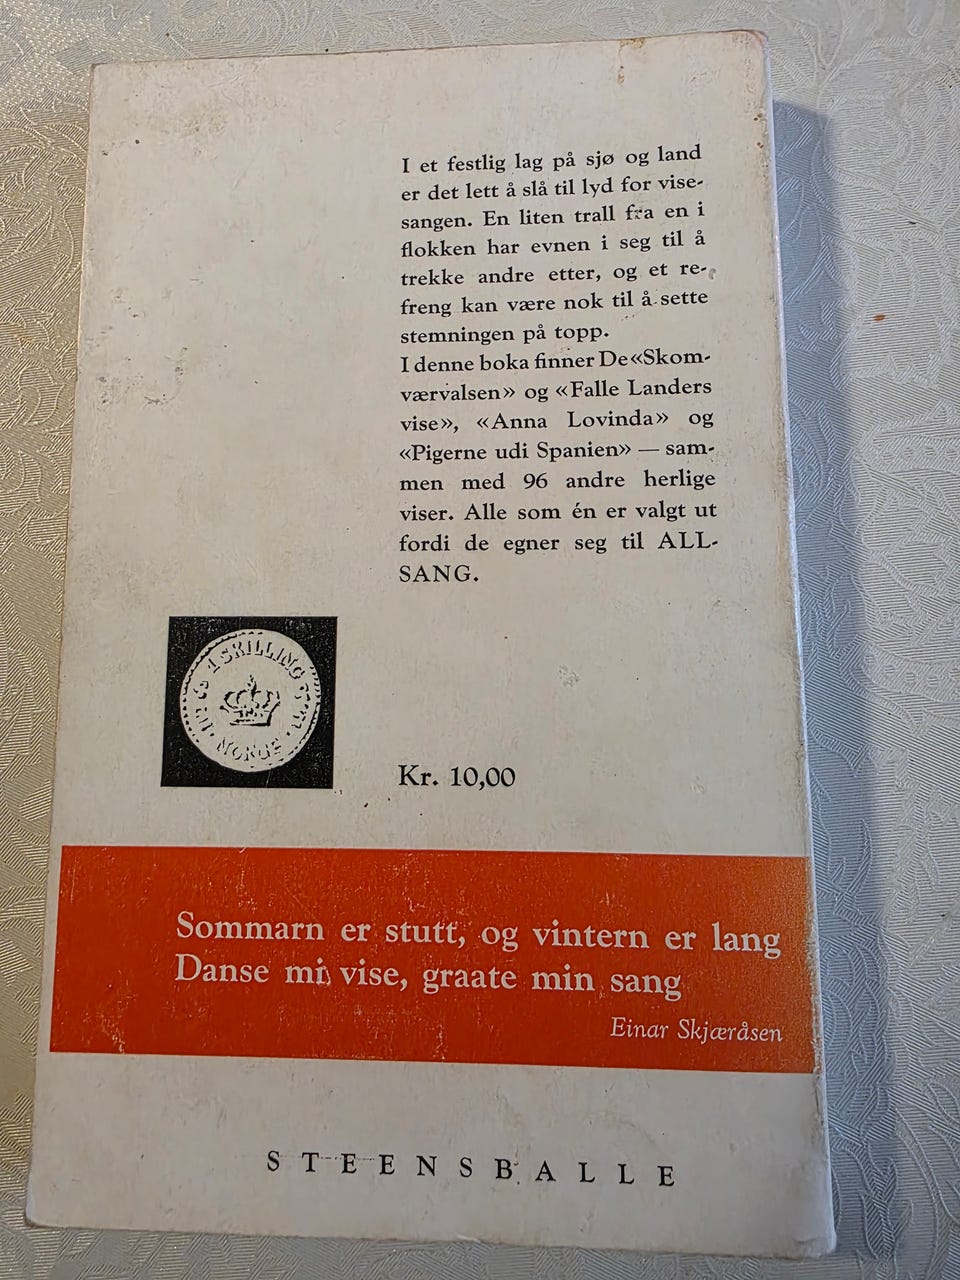 I et festlig lag på sjø og land
er det lett å slå til lyd for vise-
sangen. En liten trall fra en i
flokken har evnen i seg til å
trekke andre etter, og et re-
freng kan være nok til å sette
stemningen på topp.
I denne boka finner De «Skom-
værvalsen» og «Falle Landers
vise», «Anna Lovinda» og
«Pigerne udi Spanien» — sam-
men med 96 andre herlige
viser. Alle som én er valgt ut
fordi de egner seg til ALL-
SANG.
1 SKILLING
NORGE
Kr. 10,00
Sommarn er stutt, og vintern er lang
Danse mi vise, graate min sang
Einar Skjæråsen
STEENSBALLE